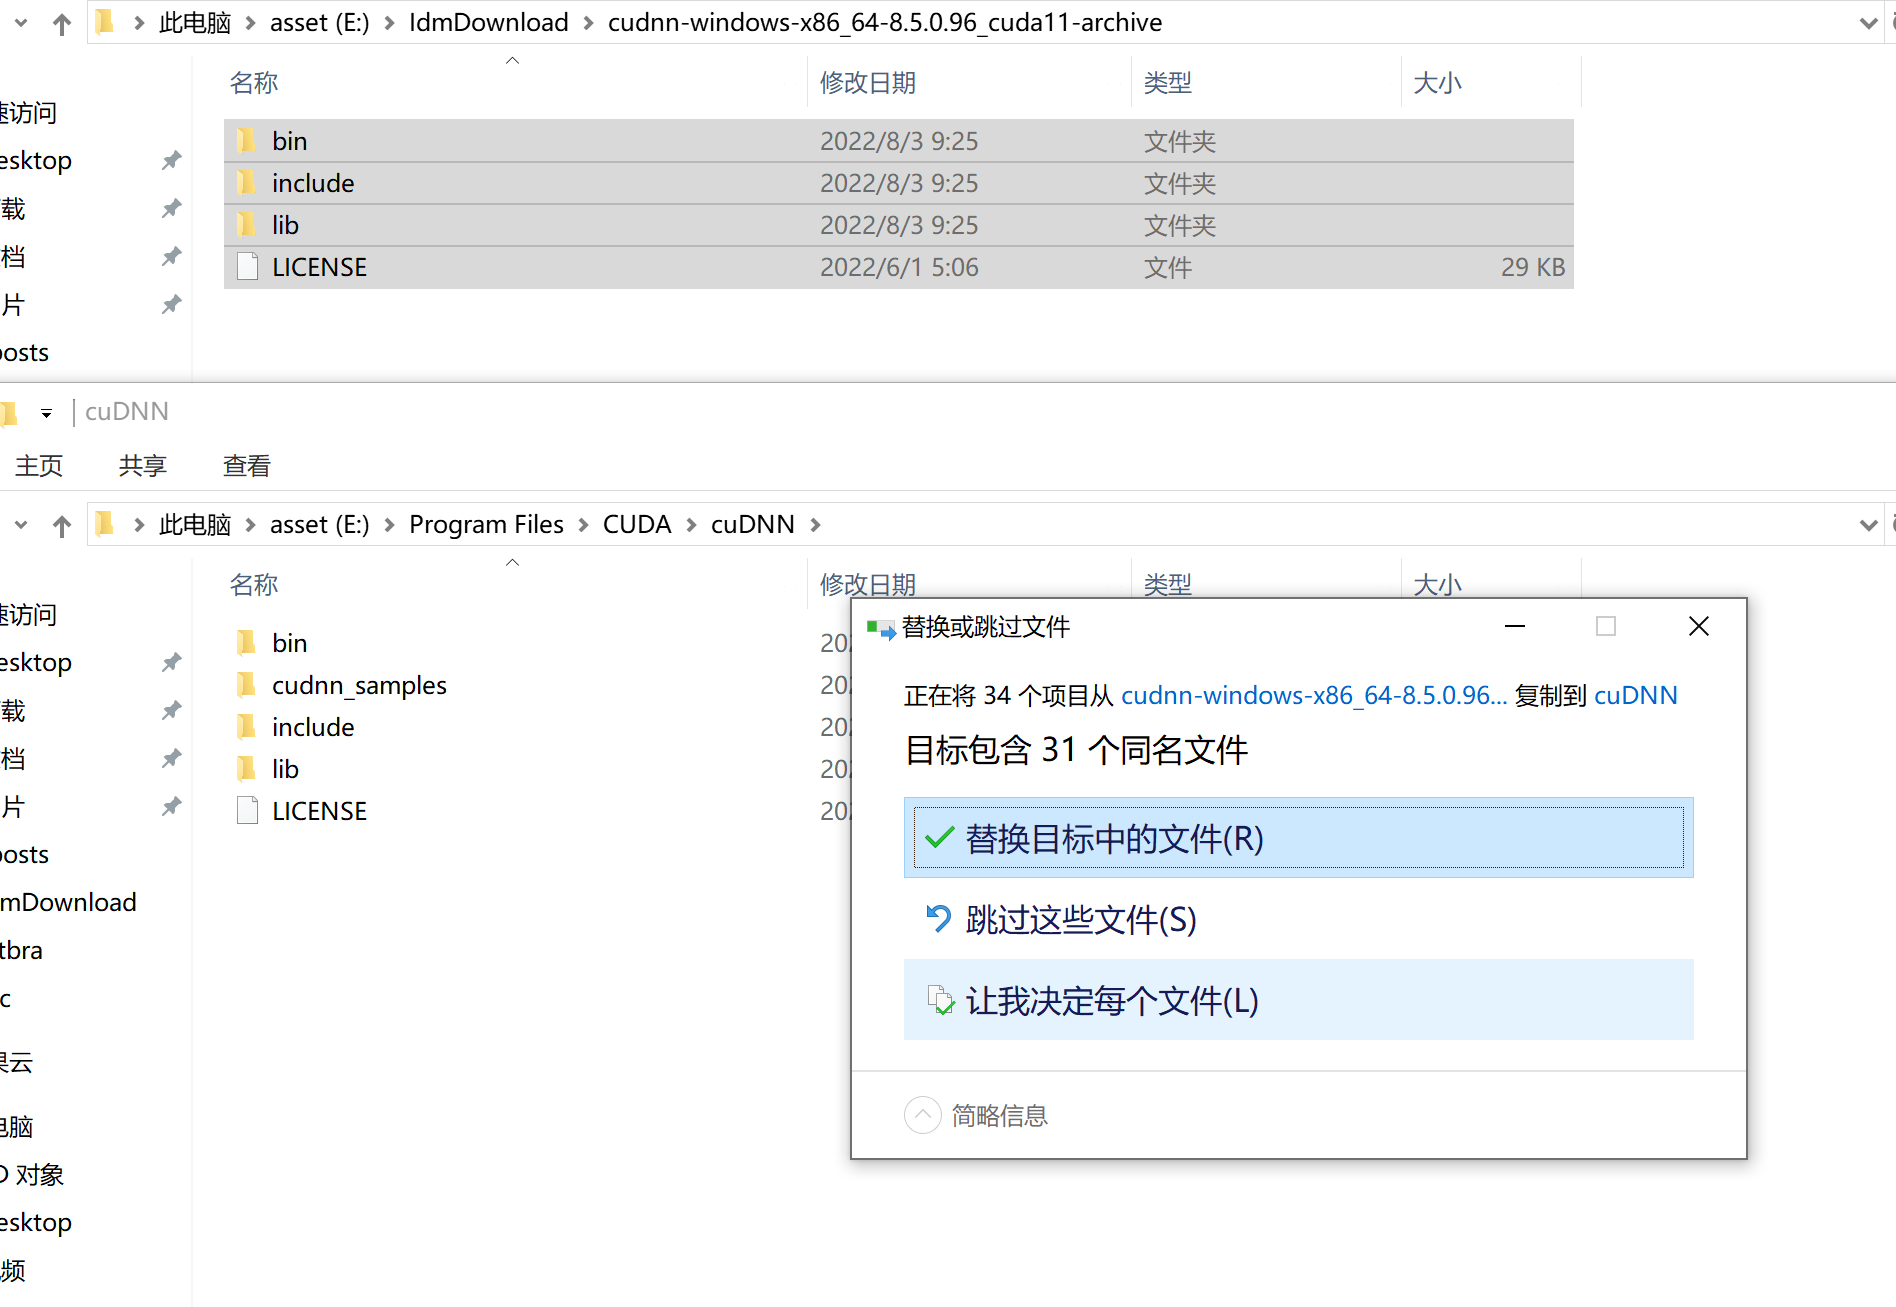 此电脑 asset (E:) IdmDownload cudnn-windows-x86_64-8.5.0.96_cuda11-archive
名称 修改日期 类型 大小
访问
bin 2022/8/3 9:25 文件夹
esktop
include 2022/8/3 9:25 文件夹
载
lib 2022/8/3 9:25 文件夹
档
LICENSE 2022/6/1 5:06 文件 29 KB
片
osts
cuDNN
主页 共享 查看
此电脑 asset (E:) Program Files CUDA cuDNN
名称 修改日期 类型 大小
访问
bin 20
esktop
cudnn_samples 20
载
include 20
档
lib 20
片
LICENSE 20
osts
mDownload
tbra
c
云
电脑
D 对象
esktop
频
替换或跳过文件
正在将 34 个项目从 cudnn-windows-x86_64-8.5.0.96... 复制到 cuDNN
目标包含 31 个同名文件
替换目标中的文件(R)
跳过这些文件(S)
让我决定每个文件(L)
简略信息